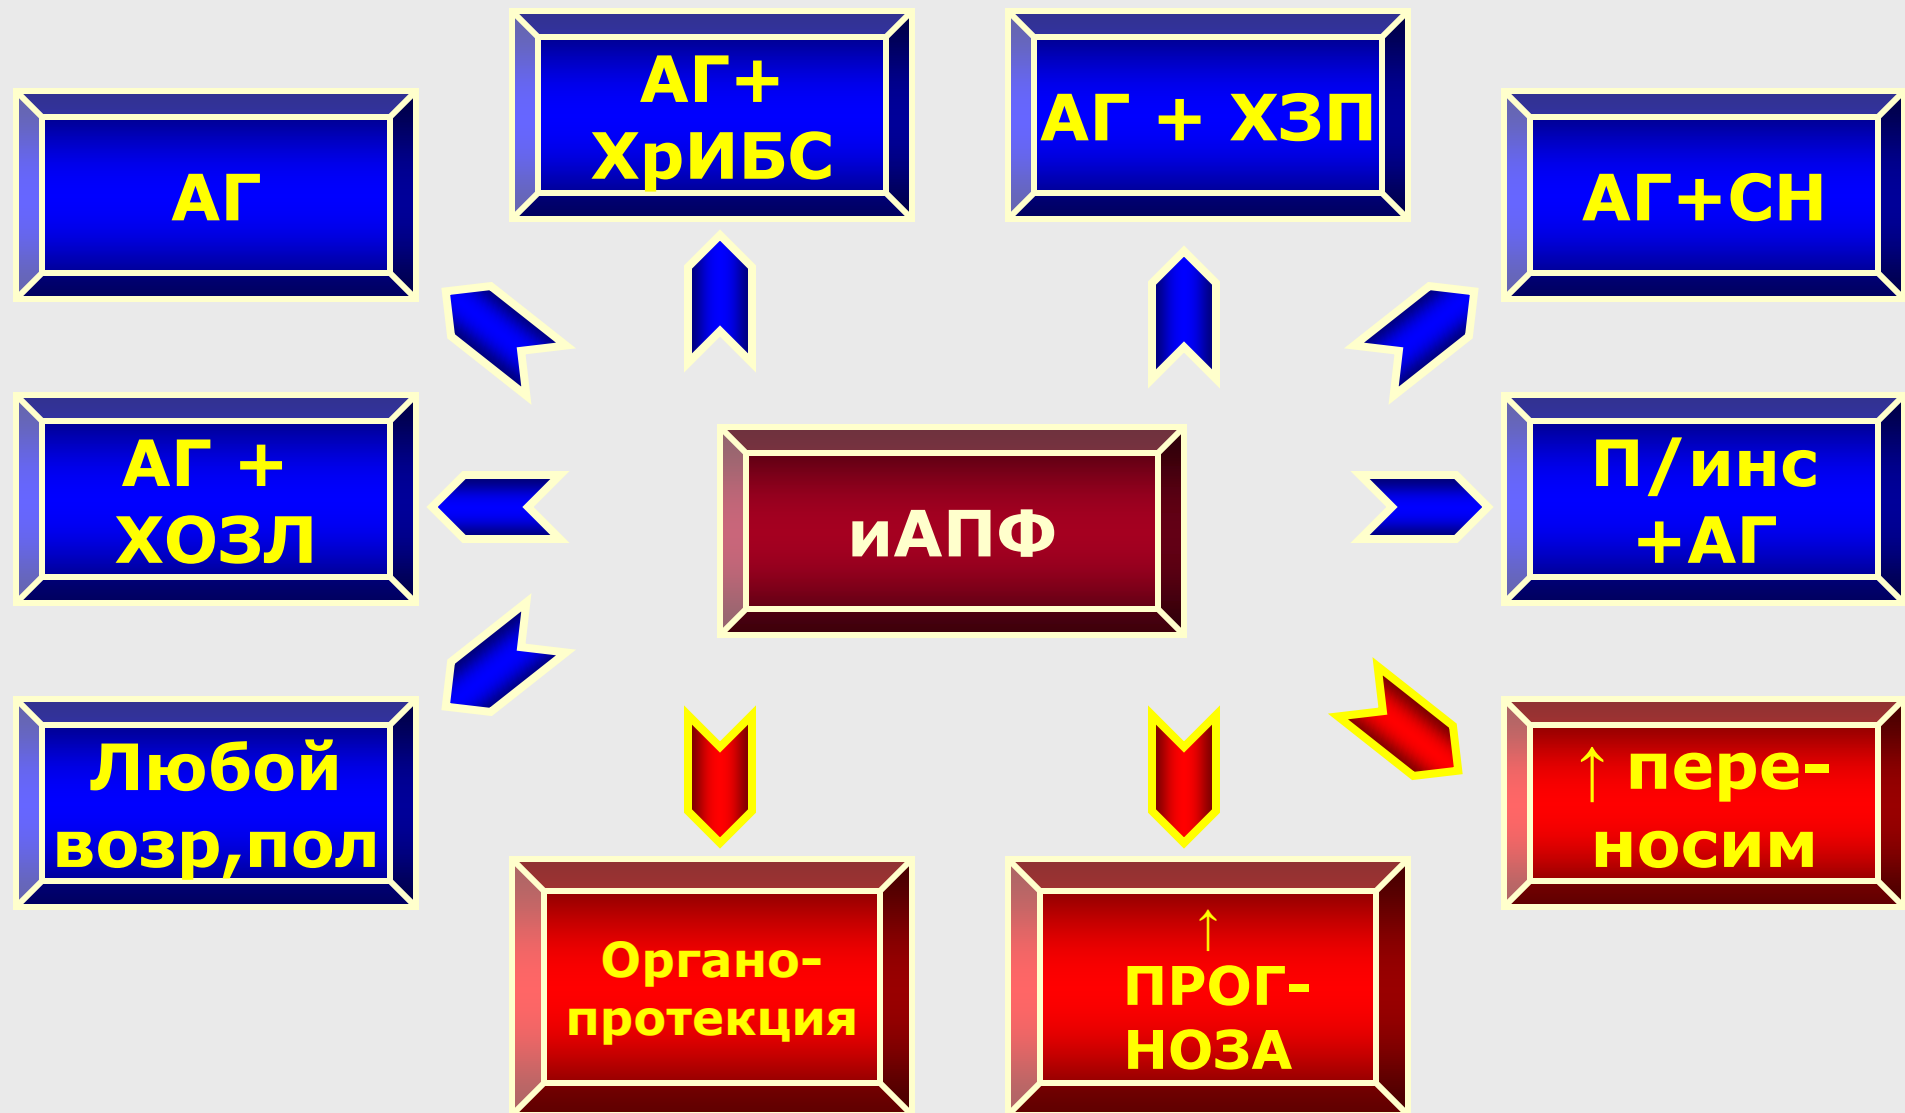 АГ+
ХрИБС
АГ + ХЗП
АГ
АГ+СН
АГ +
ХОЗЛ
иАПФ
П/инс
+АГ
Любой
возр,пол
↑ пере-
носим
Органо-
протекция
↑
ПРОГ-
НОЗА